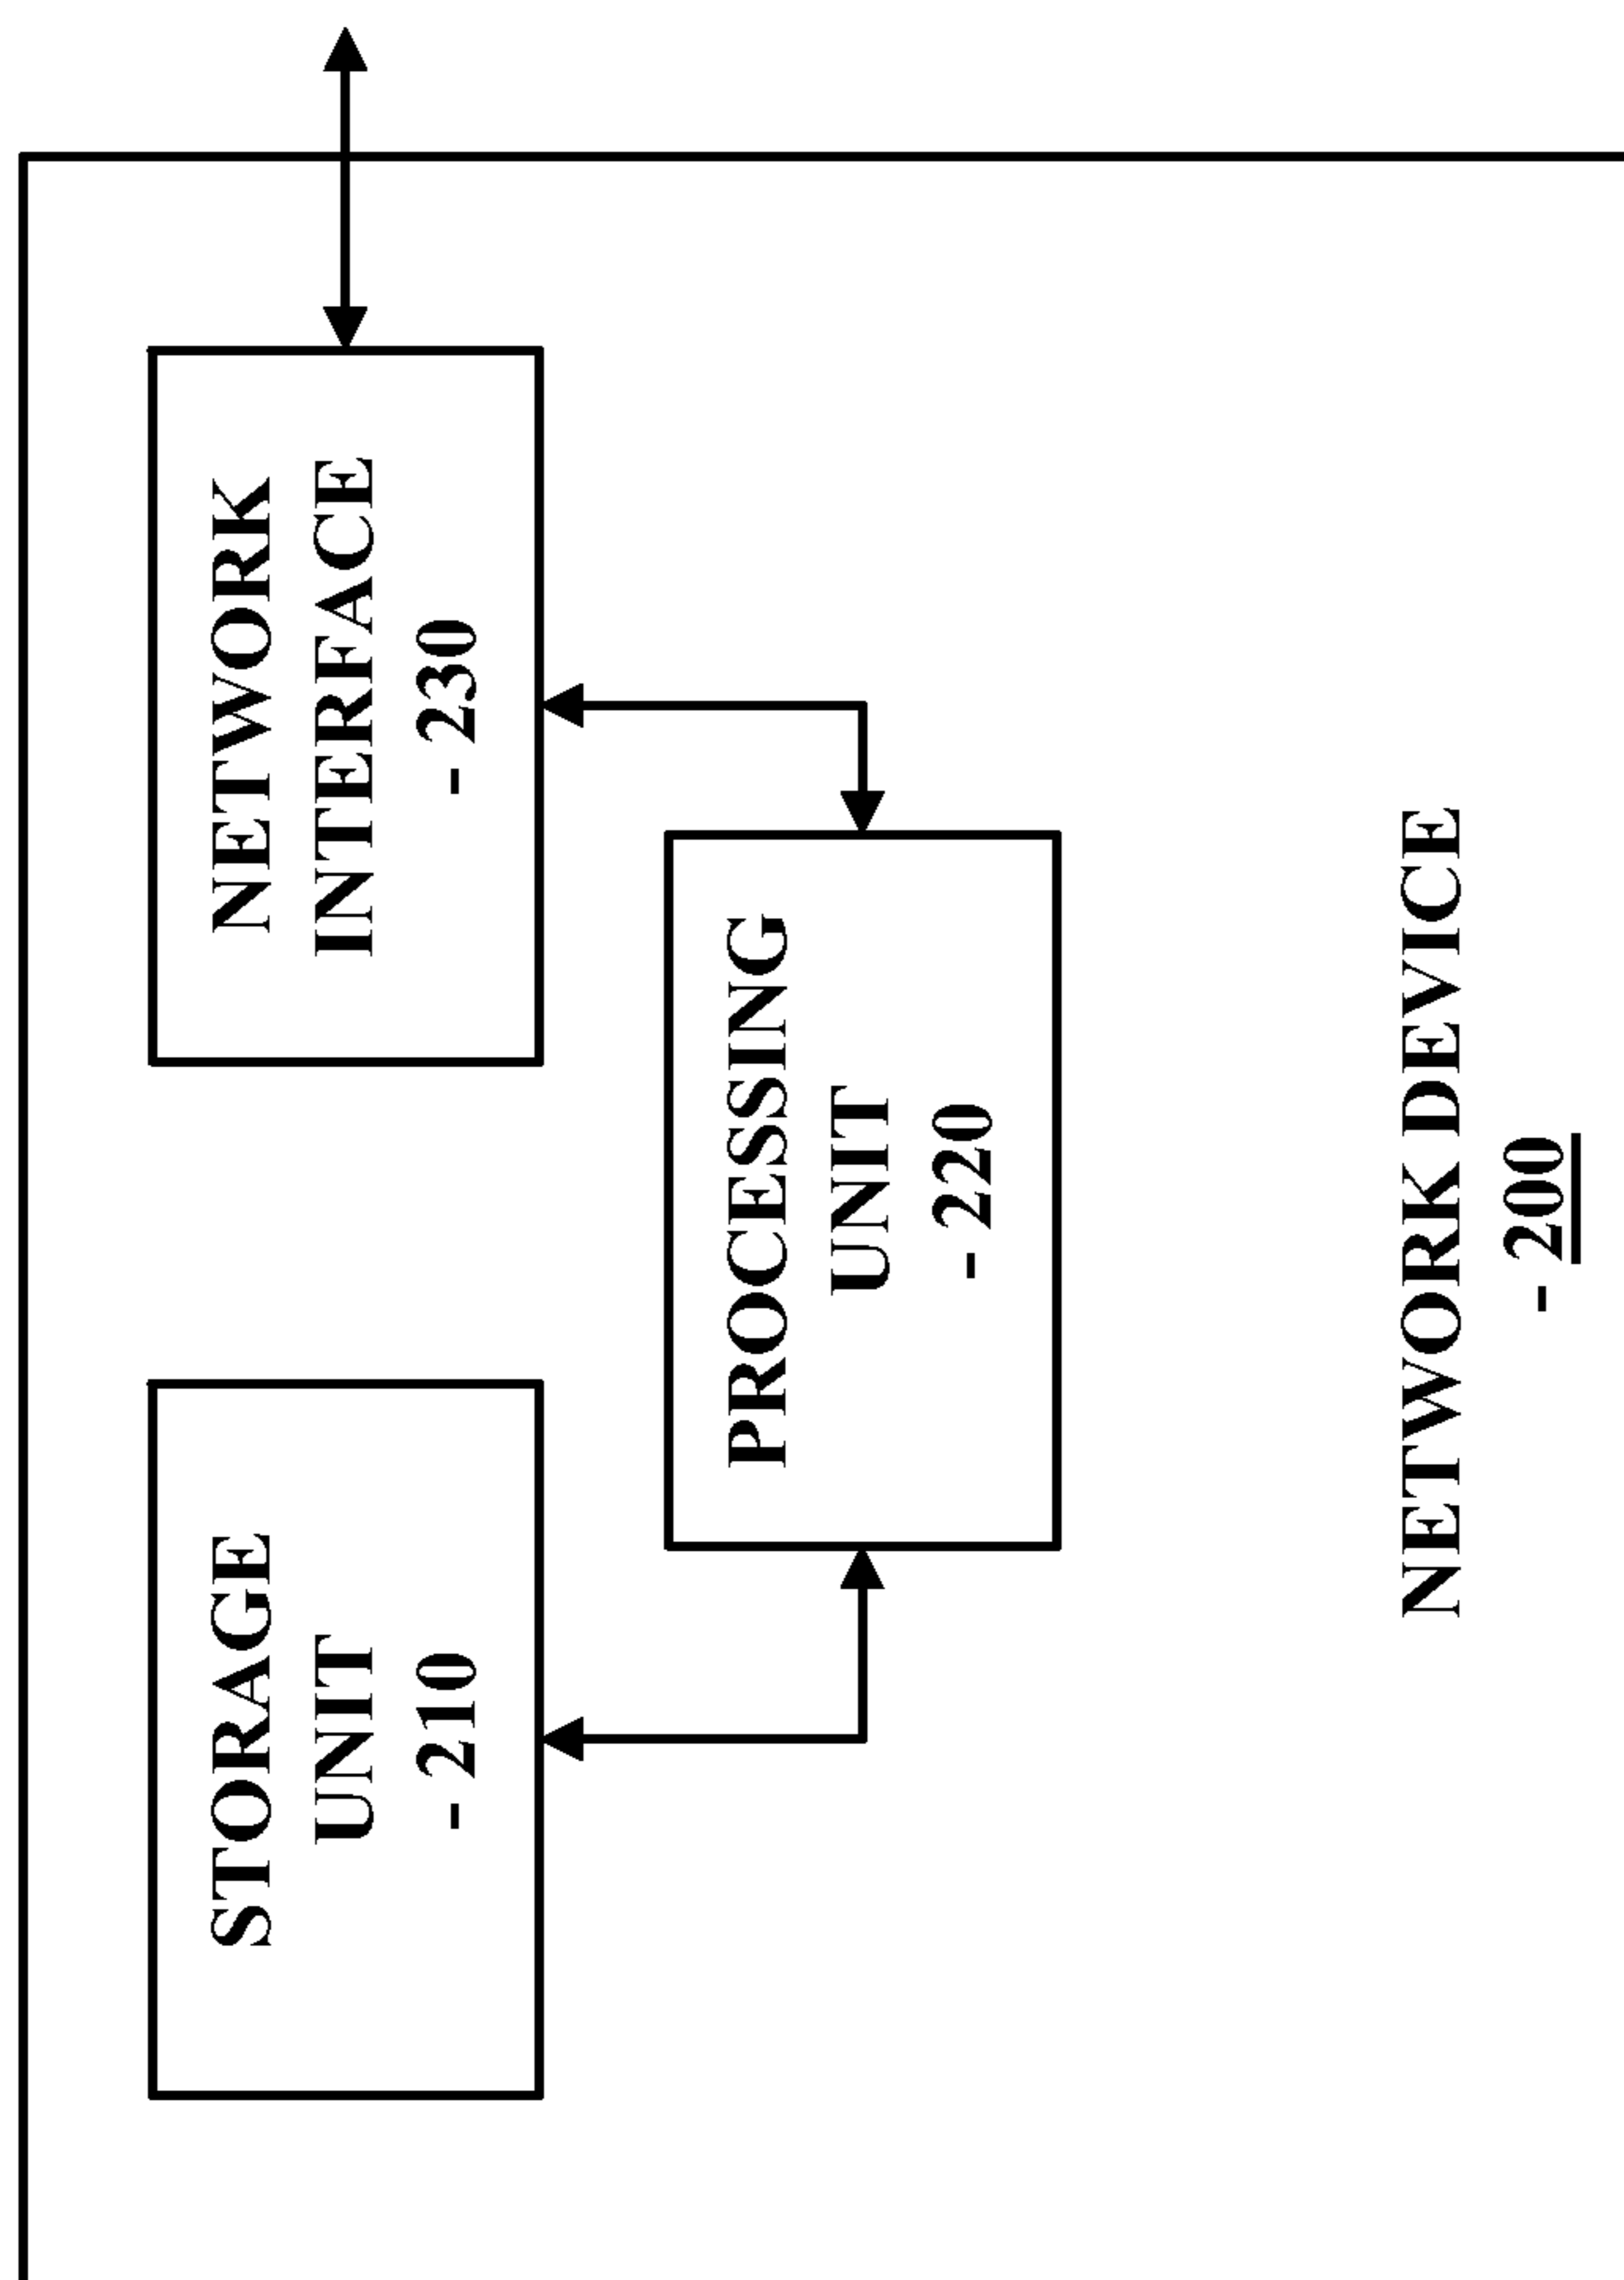 STORAGE
UNIT
- 210
NETWORK
INTERFACE
- 230
PROCESSING
UNIT
- 220
NETWORK DEVICE
- 200